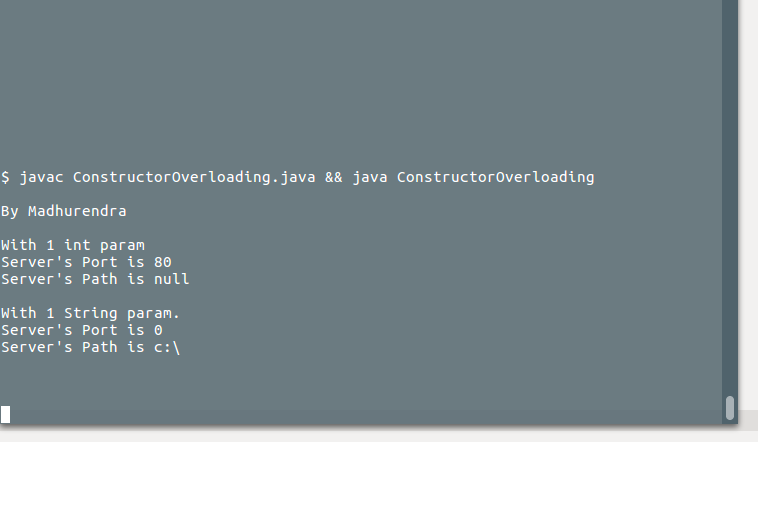 $ javac ConstructorOverloading.java && java ConstructorOverloading
By Madhurendra
With 1 int param
Server's Port is 80
Server's Path is null
With 1 String param.
Server's Port is 0
Server's Path is c:\